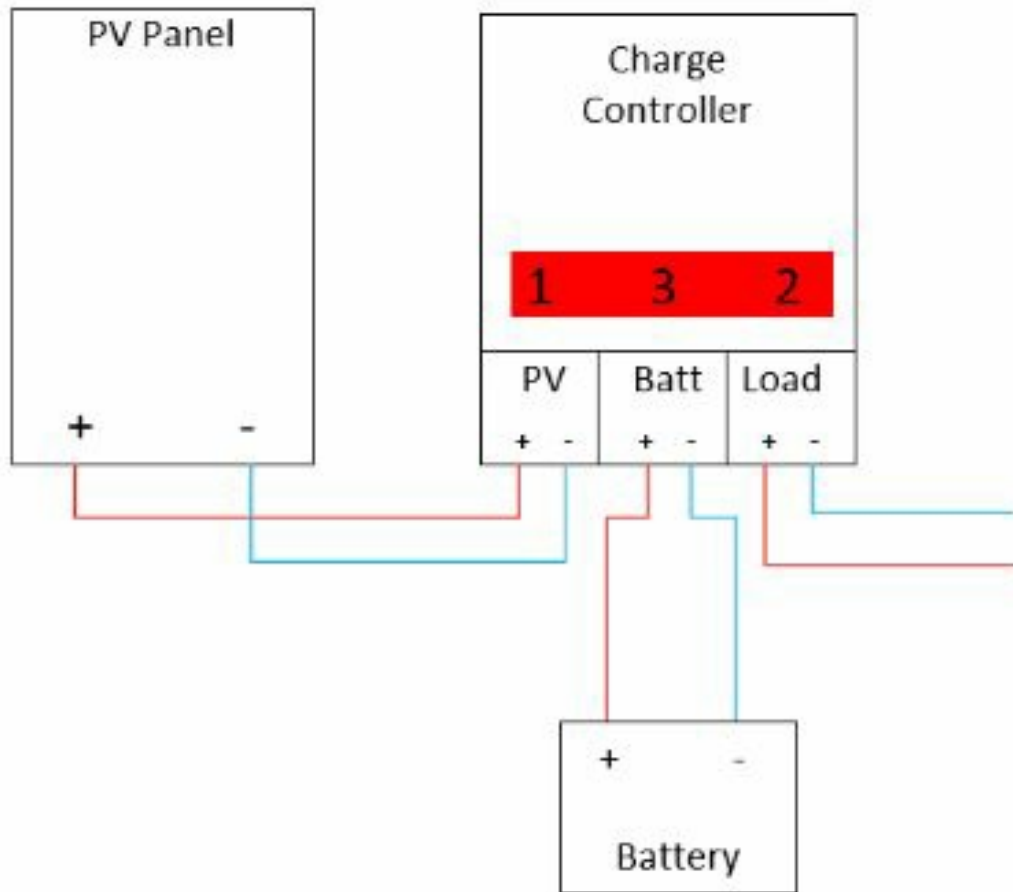 PV Panel
+ -
Charge
Controller
1 3 2
PV Batt Load
+ - + - + -
+ -
Battery